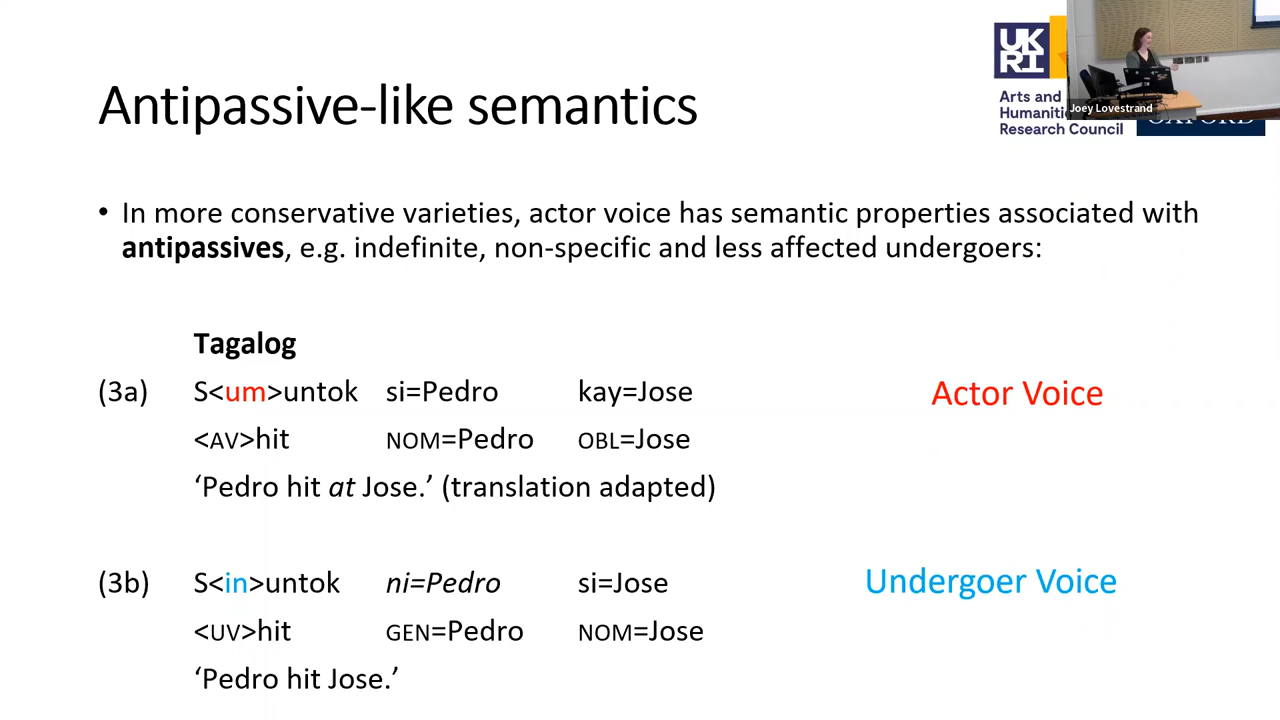 Antipassive-like semantics
UKRI
Arts and
Humaniti
Research Council
Joey Lovestrand
OXFORD
• In more conservative varieties, actor voice has semantic properties associated with
antipassives, e.g. indefinite, non-specific and less affected undergoers:
Tagalog
(3a) S<um>untok si=Pedro kay=Jose Actor Voice
<AV>hit NOM=Pedro OBL=Jose
‘Pedro hit at Jose.’ (translation adapted)
(3b) S<in>untok ni=Pedro si=Jose Undergoer Voice
<UV>hit GEN=Pedro NOM=Jose
‘Pedro hit Jose.’